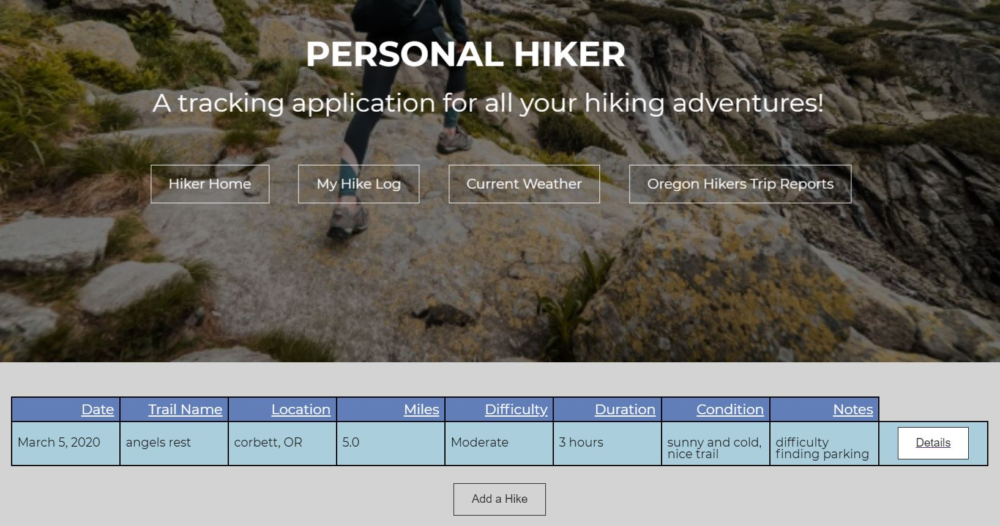 PERSONAL HIKER
A tracking application for all your hiking adventures!
Hiker Home My Hike Log Current Weather Oregon Hikers Trip Reports
Date Trail Name Location Miles Difficulty Duration Condition Notes
March 5, 2020 angels rest corbett, OR 5.0 Moderate 3 hours sunny and cold, difficulty Details
nice trail finding parking
Add a Hike